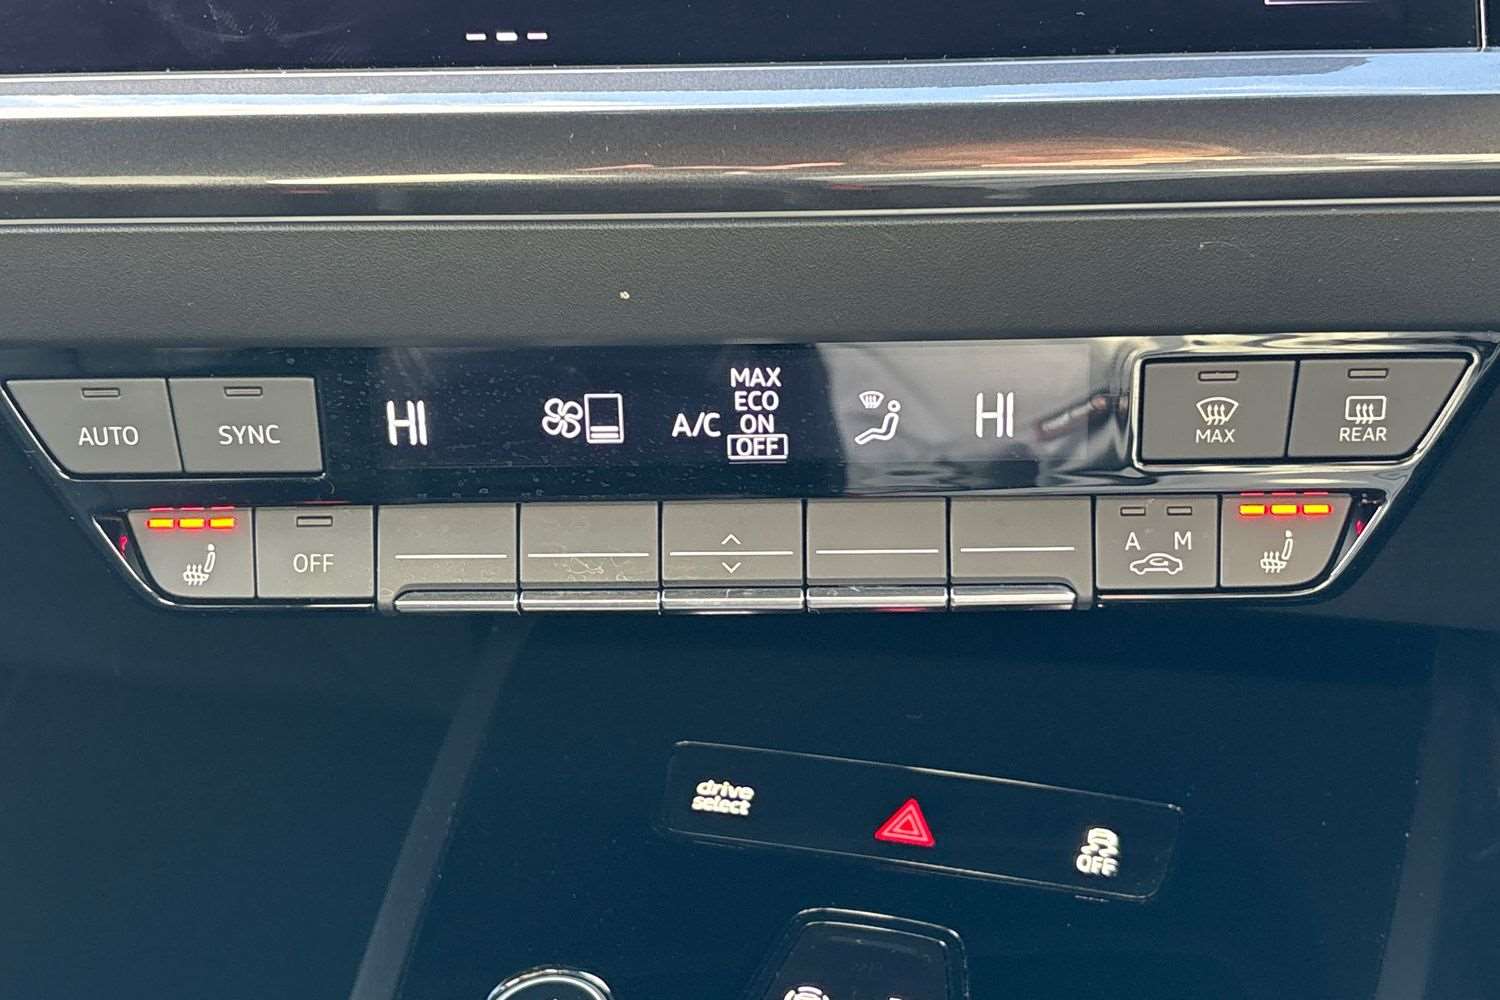 AUTO
SYNC
HI
A/C
MAX
ECO
ON
OFF
HI
MAX
REAR
OFF
A M
drive
select
OFF